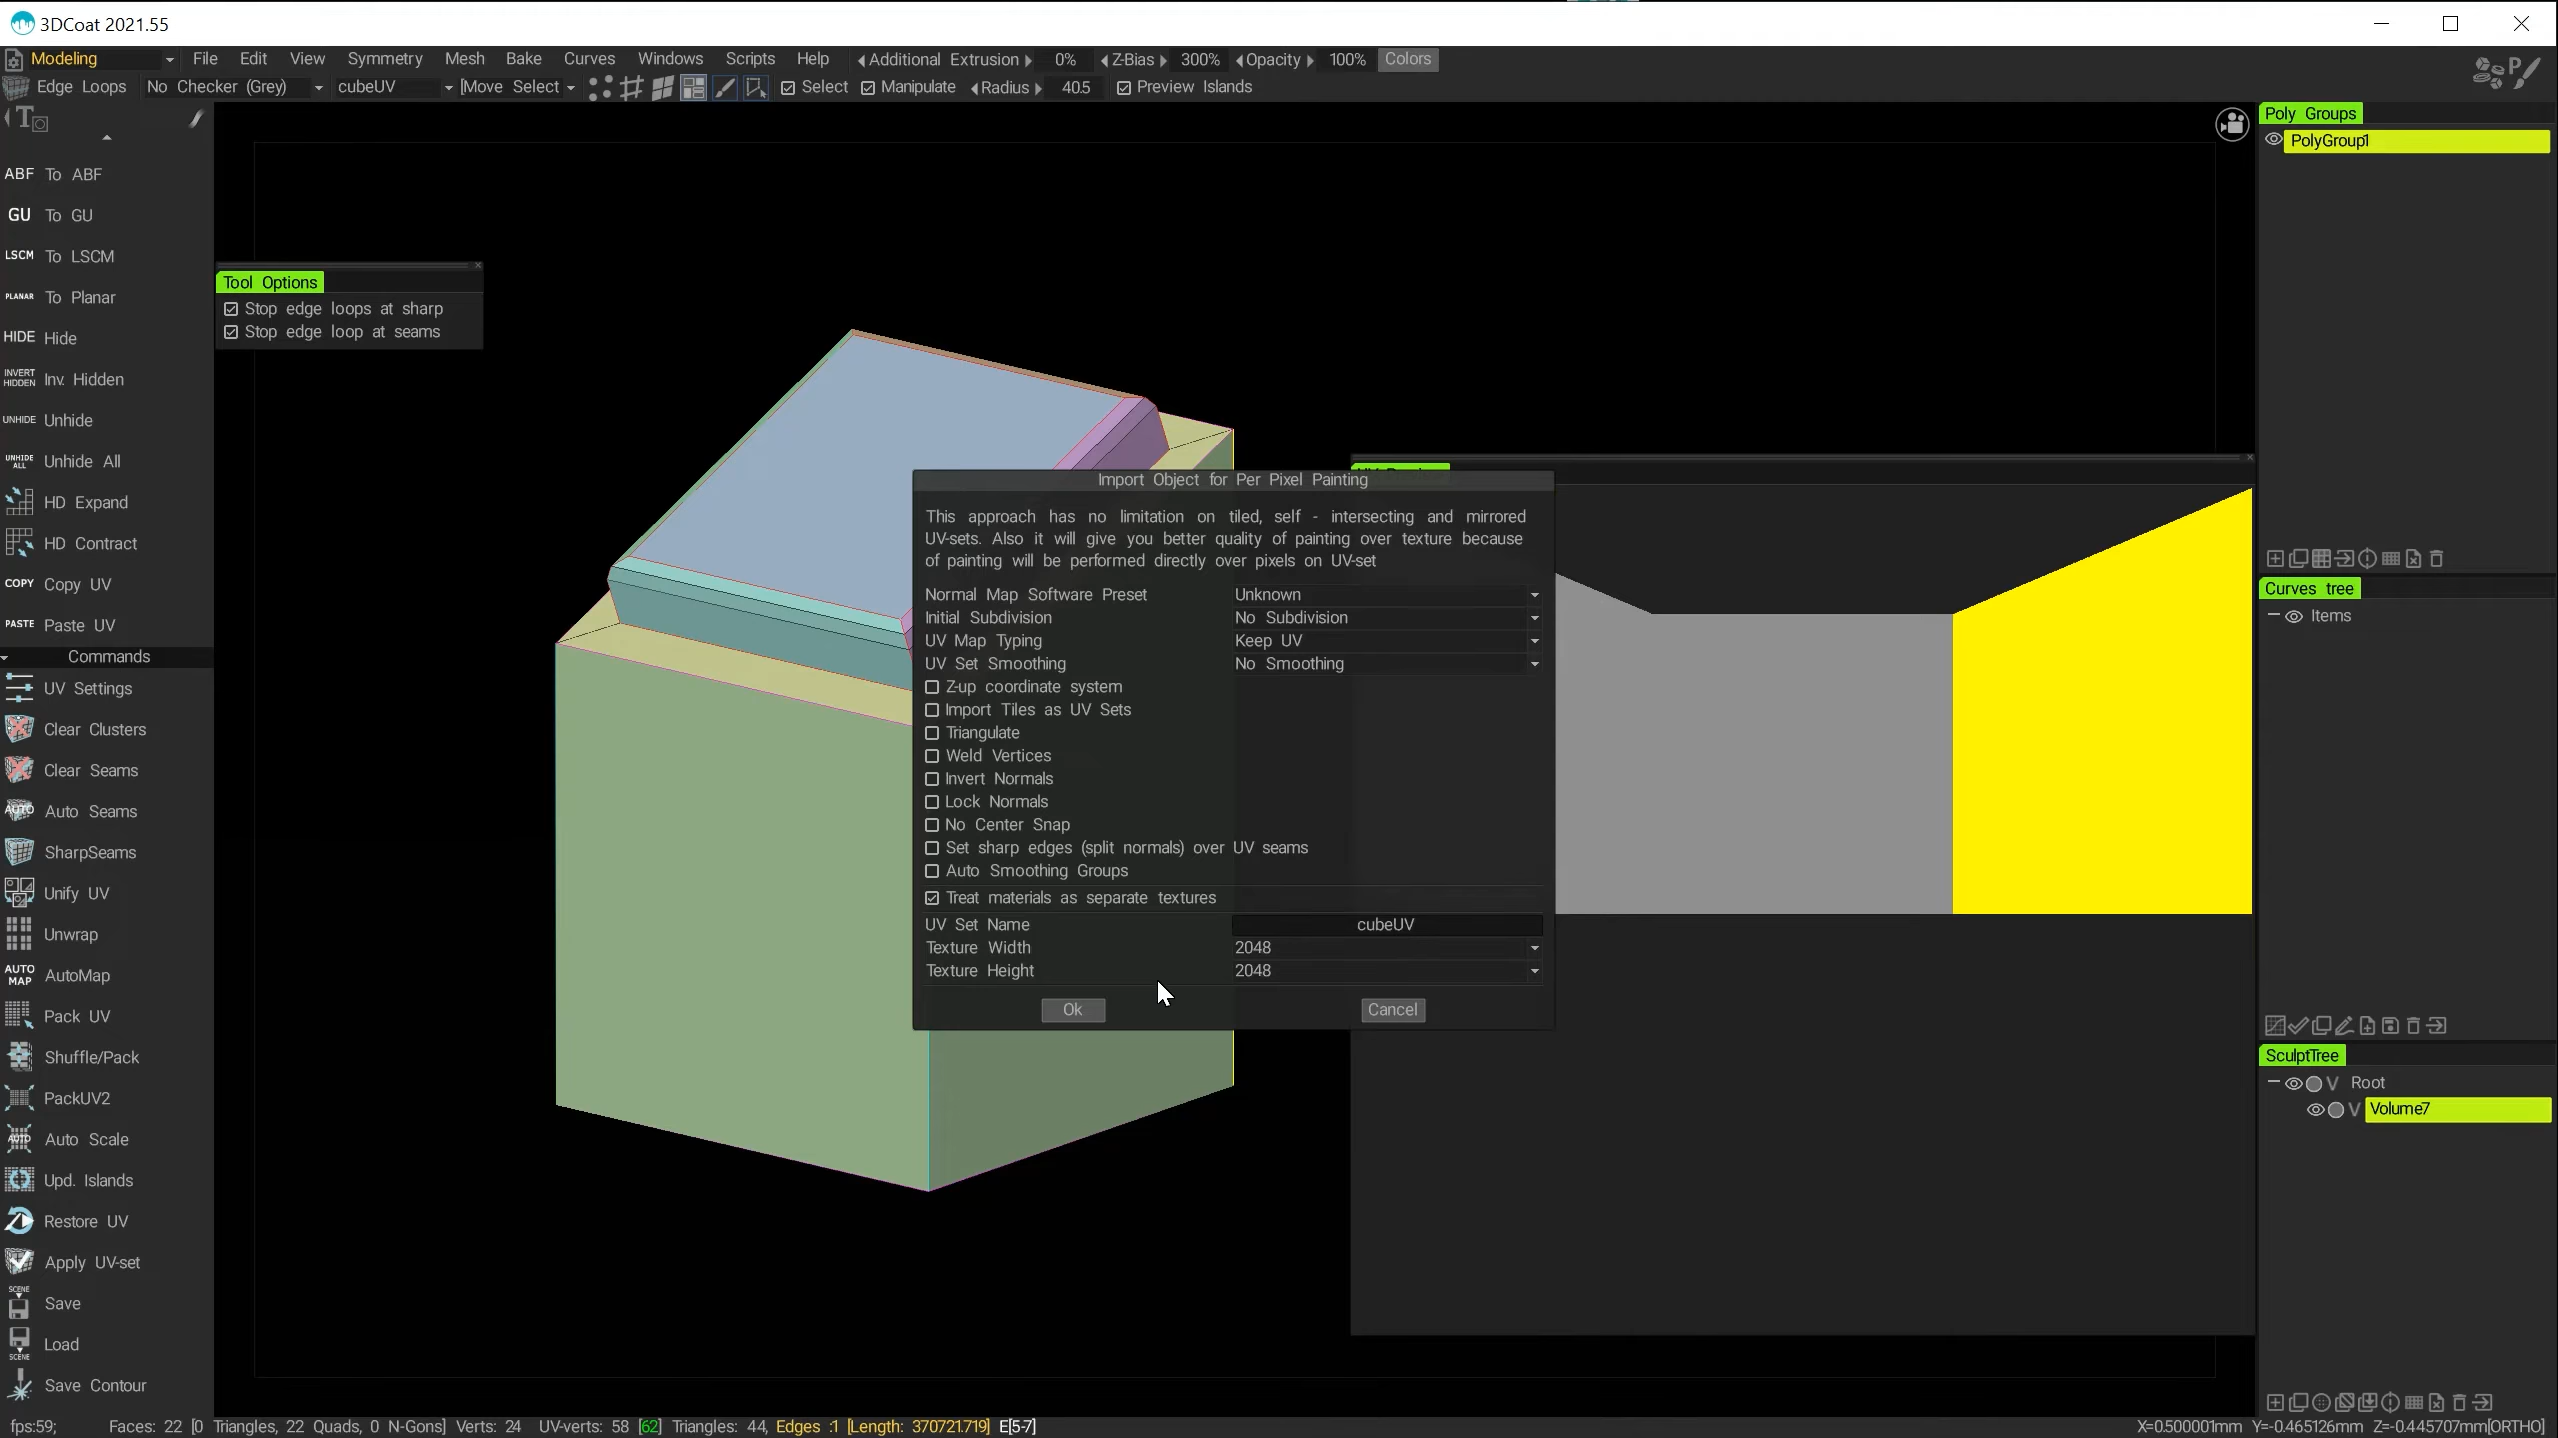 3DCoat 2021.55
Modeling File Edit View Symmetry Mesh Bake Curves Windows Scripts Help Additional Extrusion 0% Z-Bias 300% Opacity 100% Colors
Edge Loops No Checker (Grey) cubeUV [Move Select Select Manipulate Radius 40.5 Preview Islands
ABF To ABF
GU To GU
LSCM To LSCM
PLANAR To Planar
HIDE Hide
INVERT HIDDEN Inv. Hidden
UNHIDE Unhide
UNHIDE ALL Unhide All
HD Expand
HD Contract
COPY Copy UV
PASTE Paste UV
Commands
UV Settings
Clear Clusters
Clear Seams
AUTO Auto Seams
SharpSeams
Unify UV
Unwrap
AUTO MAP AutoMap
Pack UV
Shuffle/Pack
PackUV2
AUTO Auto Scale
Upd. Islands
Restore UV
Apply UV-set
SCENE Save
SCENE Load
Save Contour
Tool Options
Stop edge loops at sharp
Stop edge loop at seams
Import Object for Per Pixel Painting
This approach has no limitation on tiled, self - intersecting and mirrored
UV-sets. Also it will give you better quality of painting over texture because
of painting will be performed directly over pixels on UV-set
Normal Map Software Preset Unknown
Initial Subdivision No Subdivision
UV Map Typing Keep UV
UV Set Smoothing No Smoothing
Z-up coordinate system
Import Tiles as UV Sets
Triangulate
Weld Vertices
Invert Normals
Lock Normals
No Center Snap
Set sharp edges (split normals) over UV seams
Auto Smoothing Groups
Treat materials as separate textures
UV Set Name cubeUV
Texture Width 2048
Texture Height 2048
Ok Cancel
Poly Groups
PolyGroup1
Curves tree
Items
SculptTree
V Root
V Volume7
fps:59; Faces: 22 [0 Triangles, 22 Quads, 0 N-Gons] Verts: 24 UV-verts: 58 [62] Triangles: 44, Edges :1 [Length: 370721.719] E[5-7] X=0.500001mm Y=-0.465126mm Z=-0.445707mm[ORTHO]